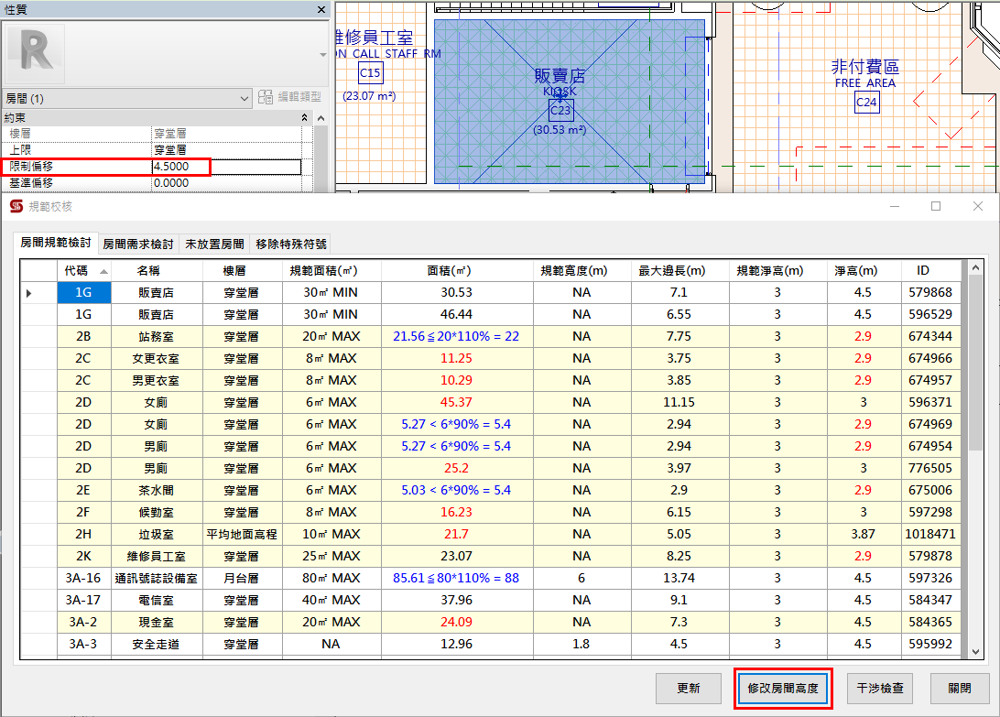 性質
R
房間 (1)
編輯類型
約束
樓層 穿堂層
上限 穿堂層
限制偏移 4.5000
基準偏移 0.0000
維修員工室
ON CALL STAFF RM
C15
(23.07 m²)
販賣店
KIOSK
C23
(30.53 m²)
非付費區
FREE AREA
C24
規範校核
房間規範檢討 房間需求檢討 未放置房間 移除特殊符號
代碼 名稱 樓層 規範面積(㎡) 面積(㎡) 規範寬度(m) 最大邊長(m) 規範淨高(m) 淨高(m) ID
1G 販賣店 穿堂層 30㎡ MIN 30.53 NA 7.1 3 4.5 579868
1G 販賣店 穿堂層 30㎡ MIN 46.44 NA 6.55 3 4.5 596529
2B 站務室 穿堂層 20㎡ MAX 21.56≦20*110% = 22 NA 7.75 3 2.9 674344
2C 女更衣室 穿堂層 8㎡ MAX 11.25 NA 3.75 3 2.9 674966
2C 男更衣室 穿堂層 8㎡ MAX 10.29 NA 3.85 3 2.9 674957
2D 女廁 穿堂層 6㎡ MAX 45.37 NA 11.15 3 3 596371
2D 女廁 穿堂層 6㎡ MAX 5.27 < 6*90% = 5.4 NA 2.94 3 2.9 674969
2D 男廁 穿堂層 6㎡ MAX 5.27 < 6*90% = 5.4 NA 2.94 3 2.9 674954
2D 男廁 穿堂層 6㎡ MAX 25.2 NA 3.97 3 3 776505
2E 茶水間 穿堂層 6㎡ MAX 5.03 < 6*90% = 5.4 NA 2.9 3 2.9 675006
2F 候勤室 穿堂層 8㎡ MAX 16.23 NA 6.15 3 3 597298
2H 垃圾室 平均地面高程 10㎡ MAX 21.7 NA 5.05 3 3.87 1018471
2K 維修員工室 穿堂層 25㎡ MAX 23.07 NA 8.25 3 2.9 579878
3A-16 通訊號誌設備室 月台層 80㎡ MAX 85.61≦80*110% = 88 6 13.74 3 4.5 597326
3A-17 電信室 穿堂層 40㎡ MAX 37.96 NA 9.1 3 4.5 584347
3A-2 現金室 穿堂層 20㎡ MAX 24.09 NA 7.3 3 4.5 584365
3A-3 安全走道 穿堂層 NA 12.96 1.8 4.5 3 4.5 595992
更新 修改房間高度 干涉檢查 關閉